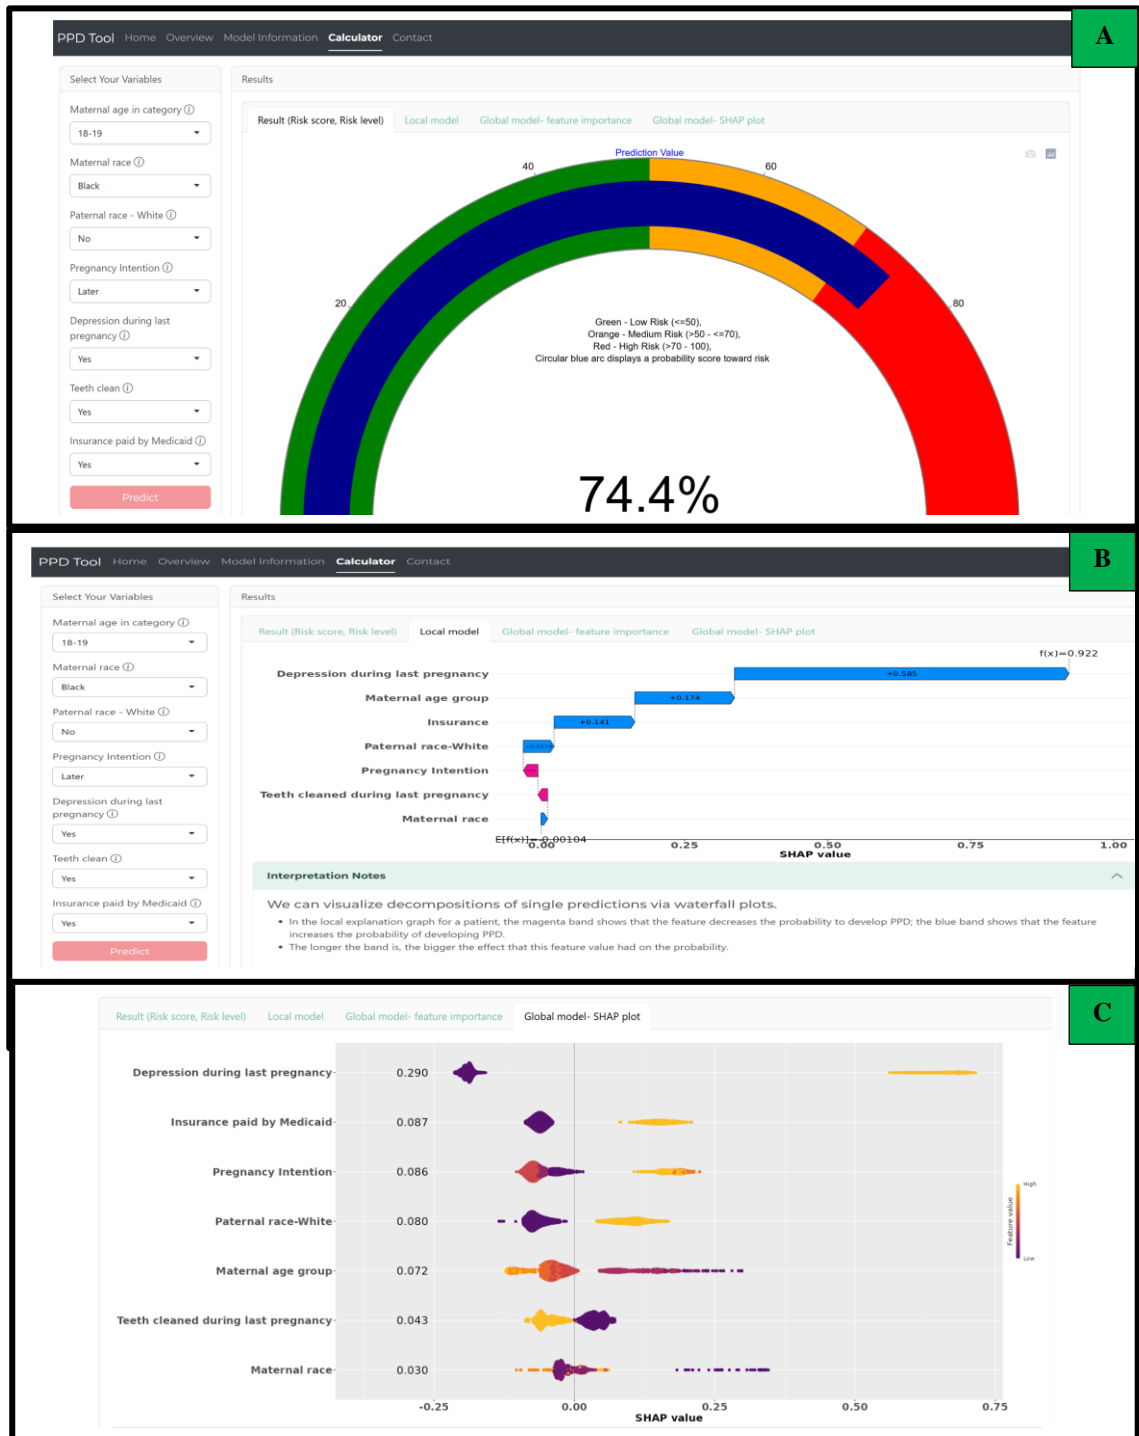 A
PPD Tool Home Overview Model Information Calculator Contact
Select Your Variables
Results
Maternal age in category
18-19
Maternal race
Black
Paternal race - White
No
Pregnancy Intention
Later
Depression during last
pregnancy
Yes
Teeth clean
Yes
Insurance paid by Medicaid
Yes
Predict
Result (Risk score, Risk level) Local model Global model- feature importance Global model- SHAP plot
Prediction Value
20
40
60
80
Green - Low Risk (<=50),
Orange - Medium Risk (>50 - <=70),
Red - High Risk (>70 - 100),
Circular blue arc displays a probability score toward risk
74.4%
B
PPD Tool Home Overview Model Information Calculator Contact
Select Your Variables
Results
Maternal age in category
18-19
Maternal race
Black
Paternal race - White
No
Pregnancy Intention
Later
Depression during last
pregnancy
Yes
Teeth clean
Yes
Insurance paid by Medicaid
Yes
Predict
Result (Risk score, Risk level) Local model Global model- feature importance Global model- SHAP plot
f(x)=0.922
Depression during last pregnancy +0.585
Maternal age group +0.174
Insurance +0.141
Paternal race-White
Pregnancy Intention
Teeth cleaned during last pregnancy
Maternal race
E[f(x)]=-0.00104
0.00 0.25 0.50 0.75 1.00
SHAP value
Interpretation Notes
We can visualize decompositions of single predictions via waterfall plots.
• In the local explanation graph for a patient, the magenta band shows that the feature decreases the probability to develop PPD; the blue band shows that the feature
increases the probability of developing PPD.
• The longer the band is, the bigger the effect that this feature value had on the probability.
C
Result (Risk score, Risk level) Local model Global model- feature importance Global model- SHAP plot
Depression during last pregnancy 0.290
Insurance paid by Medicaid 0.087
Pregnancy Intention 0.086
Paternal race-White 0.080
Maternal age group 0.072
Teeth cleaned during last pregnancy 0.043
Maternal race 0.030
High
Feature value
Low
-0.25 0.00 0.25 0.50 0.75
SHAP value